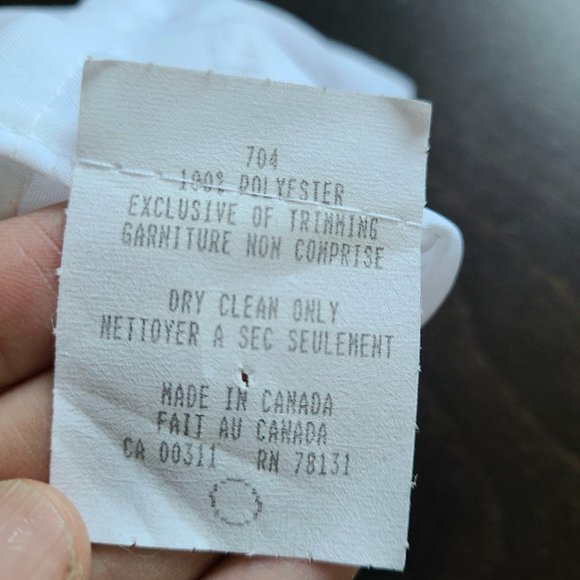 704
100% POLYESTER
EXCLUSIVE OF TRIMMING
GARNITURE NON COMPRISE
DRY CLEAN ONLY
NETTOYER A SEC SEULEMENT
MADE IN CANADA
FAIT AU CANADA
CA 00311 RN 78131